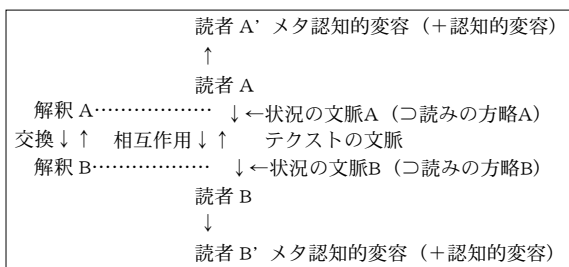 読者 A’ メタ認知的変容（＋認知的変容）
↑
読者 A
解釈 A……………… ↓←状況の文脈A（⊃読みの方略A）
交換↓↑ 相互作用↓↑ テクストの文脈
解釈 B……………… ↓←状況の文脈B（⊃読みの方略B）
読者 B
↓
読者 B’ メタ認知的変容（＋認知的変容）